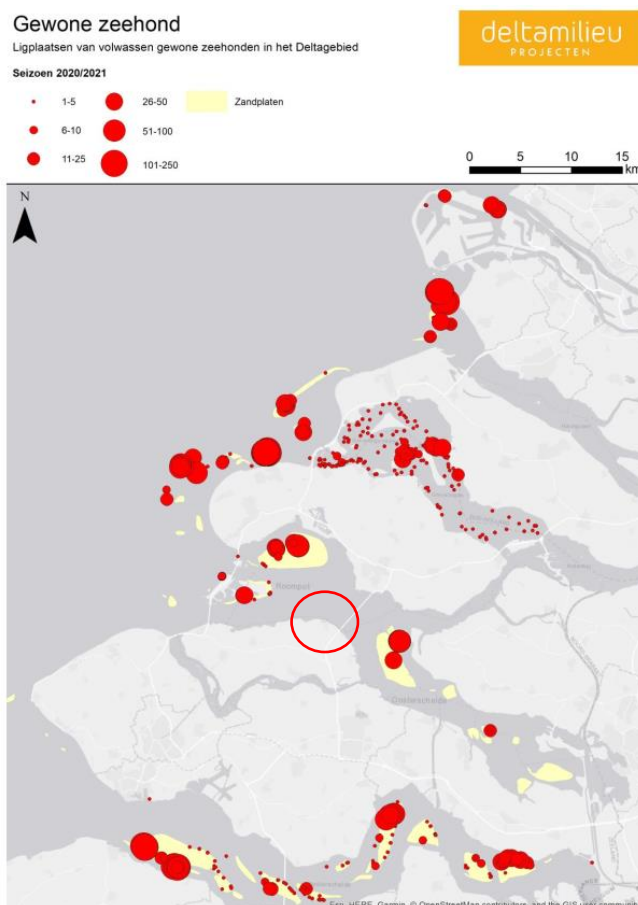 Gewone zeehond
Ligplaatsen van volwassen gewone zeehonden in het Deltagebied
deltamilieu
PROJECTEN
Seizoen 2020/2021
1-5
26-50
Zandplaten
6-10
51-100
11-25
101-250
0 5 10 15
km
N
Roompot
Oosterschelde
Esri, HERE, Garmin, © OpenStreetMap contributors, and the GIS user community